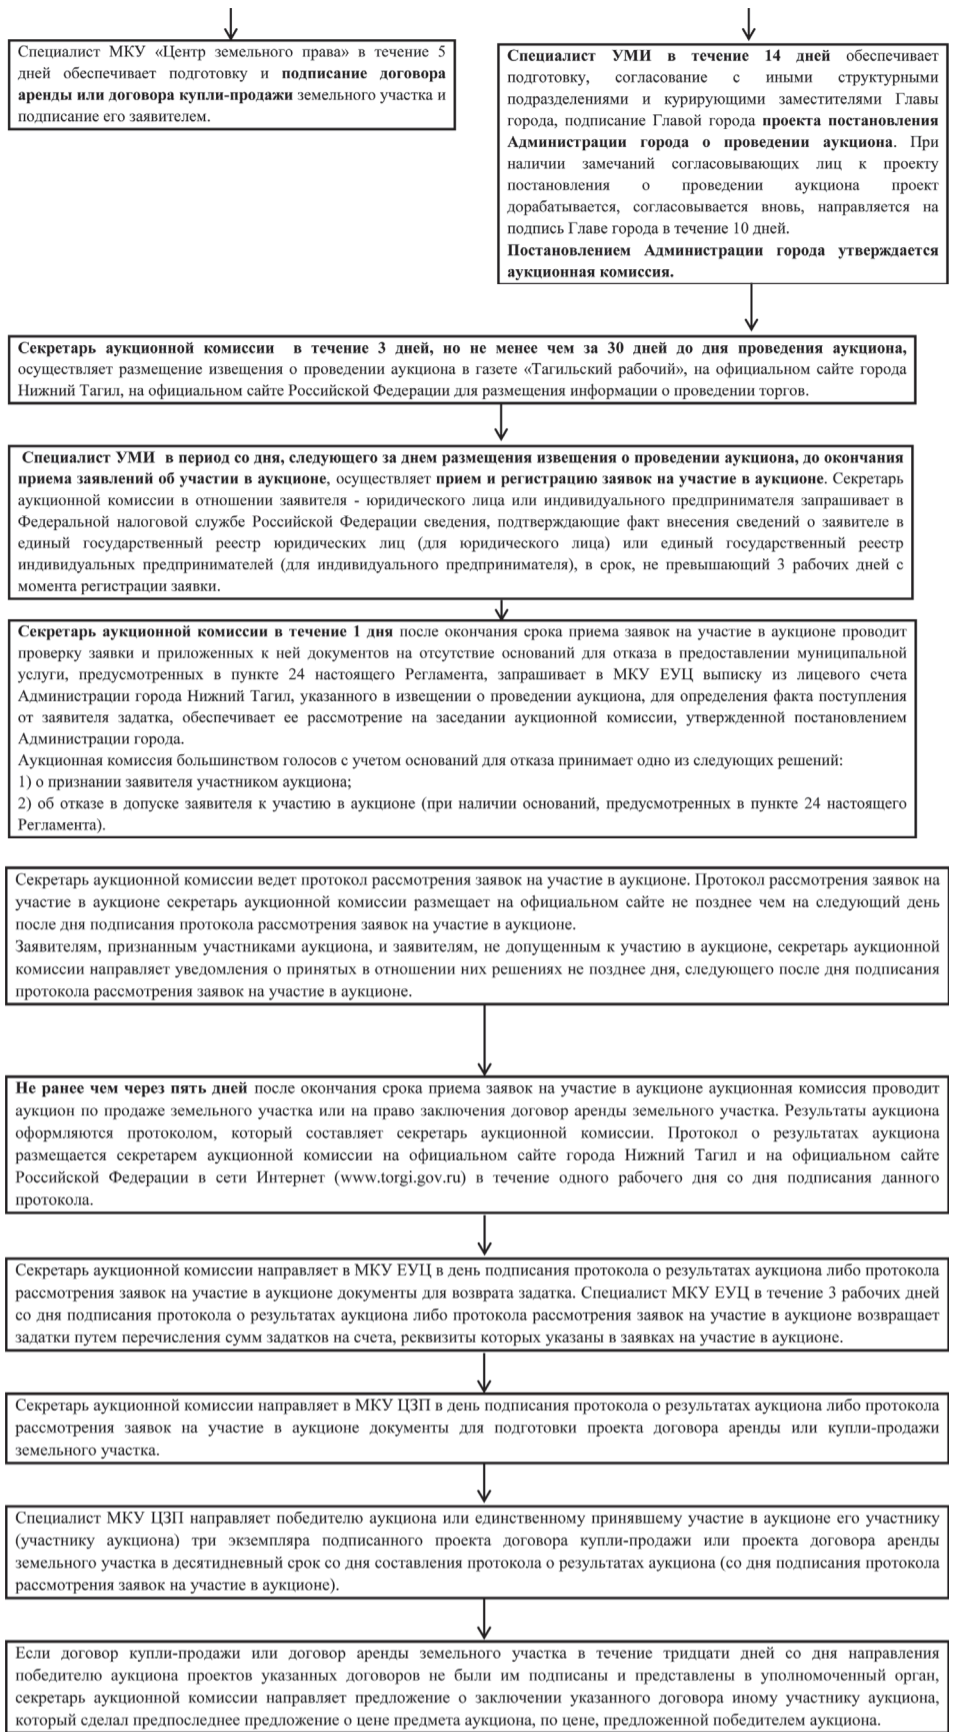 Специалист МКУ «Центр земельного права» в течение 5
дней обеспечивает подготовку и подписание договора
аренды или договора купли-продажи земельного участка и
подписание его заявителем.
Специалист УМИ в течение 14 дней обеспечивает
подготовку, согласование с иными структурными
подразделениями и курирующими заместителями Главы
города, подписание Главой города проекта постановления
Администрации города о проведении аукциона. При
наличии замечаний согласовывающих лиц к проекту
постановления о проведении аукциона проект
дорабатывается, согласовывается вновь, направляется на
подпись Главе города в течение 10 дней.
Постановлением Администрации города утверждается
аукционная комиссия.
Секретарь аукционной комиссии в течение 3 дней, но не менее чем за 30 дней до дня проведения аукциона,
осуществляет размещение извещения о проведении аукциона в газете «Тагильский рабочий», на официальном сайте города
Нижний Тагил, на официальном сайте Российской Федерации для размещения информации о проведении торгов.
Специалист УМИ в период со дня, следующего за днем размещения извещения о проведении аукциона, до окончания
приема заявлений об участии в аукционе, осуществляет прием и регистрацию заявок на участие в аукционе. Секретарь
аукционной комиссии в отношении заявителя - юридического лица или индивидуального предпринимателя запрашивает в
Федеральной налоговой службе Российской Федерации сведения, подтверждающие факт внесения сведений о заявителе в
единый государственный реестр юридических лиц (для юридического лица) или единый государственный реестр
индивидуальных предпринимателей (для индивидуального предпринимателя), в срок, не превышающий 3 рабочих дней с
момента регистрации заявки.
Секретарь аукционной комиссии в течение 1 дня после окончания срока приема заявок на участие в аукционе проводит
проверку заявки и приложенных к ней документов на отсутствие оснований для отказа в предоставлении муниципальной
услуги, предусмотренных в пункте 24 настоящего Регламента, запрашивает в МКУ ЕУЦ выписку из лицевого счета
Администрации города Нижний Тагил, указанного в извещении о проведении аукциона, для определения факта поступления
от заявителя задатка, обеспечивает ее рассмотрение на заседании аукционной комиссии, утвержденной постановлением
Администрации города.
Аукционная комиссия большинством голосов с учетом оснований для отказа принимает одно из следующих решений:
1) о признании заявителя участником аукциона;
2) об отказе в допуске заявителя к участию в аукционе (при наличии оснований, предусмотренных в пункте 24 настоящего
Регламента).
Секретарь аукционной комиссии ведет протокол рассмотрения заявок на участие в аукционе. Протокол рассмотрения заявок на
участие в аукционе секретарь аукционной комиссии размещает на официальном сайте не позднее чем на следующий день
после дня подписания протокола рассмотрения заявок на участие в аукционе.
Заявителям, признанным участниками аукциона, и заявителям, не допущенным к участию в аукционе, секретарь аукционной
комиссии направляет уведомления о принятых в отношении них решениях не позднее дня, следующего после дня подписания
протокола рассмотрения заявок на участие в аукционе.
Не ранее чем через пять дней после окончания срока приема заявок на участие в аукционе аукционная комиссия проводит
аукцион по продаже земельного участка или на право заключения договор аренды земельного участка. Результаты аукциона
оформляются протоколом, который составляет секретарь аукционной комиссии. Протокол о результатах аукциона
размещается секретарем аукционной комиссии на официальном сайте города Нижний Тагил и на официальном сайте
Российской Федерации в сети Интернет (www.torgi.gov.ru) в течение одного рабочего дня со дня подписания данного
протокола.
Секретарь аукционной комиссии направляет в МКУ ЕУЦ в день подписания протокола о результатах аукциона либо протокола
рассмотрения заявок на участие в аукционе документы для возврата задатка. Специалист МКУ ЕУЦ в течение 3 рабочих дней
со дня подписания протокола о результатах аукциона либо протокола рассмотрения заявок на участие в аукционе возвращает
задатки путем перечисления сумм задатков на счета, реквизиты которых указаны в заявках на участие в аукционе.
Секретарь аукционной комиссии направляет в МКУ ЦЗП в день подписания протокола о результатах аукциона либо протокола
рассмотрения заявок на участие в аукционе документы для подготовки проекта договора аренды или купли-продажи
земельного участка.
Специалист МКУ ЦЗП направляет победителю аукциона или единственному принявшему участие в аукционе его участнику
(участнику аукциона) три экземпляра подписанного проекта договора купли-продажи или проекта договора аренды
земельного участка в десятидневный срок со дня составления протокола о результатах аукциона (со дня подписания протокола
рассмотрения заявок на участие в аукционе).
Если договор купли-продажи или договор аренды земельного участка в течение тридцати дней со дня направления
победителю аукциона проектов указанных договоров не были им подписаны и представлены в уполномоченный орган,
секретарь аукционной комиссии направляет предложение о заключении указанного договора иному участнику аукциона,
который сделал предпоследнее предложение о цене предмета аукциона, по цене, предложенной победителем аукциона.